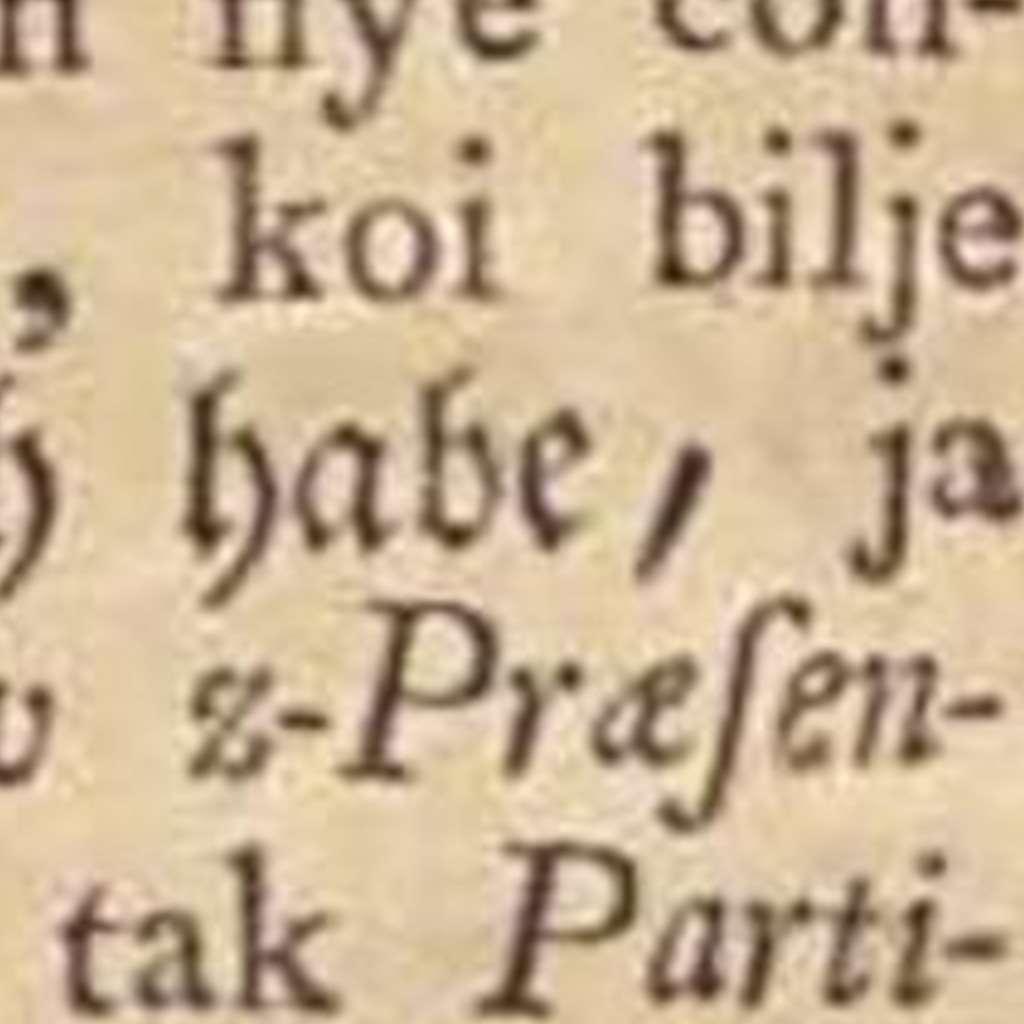 n nye con-
, koi bilje
habe, ja
z-Præſen-
tak Parti-